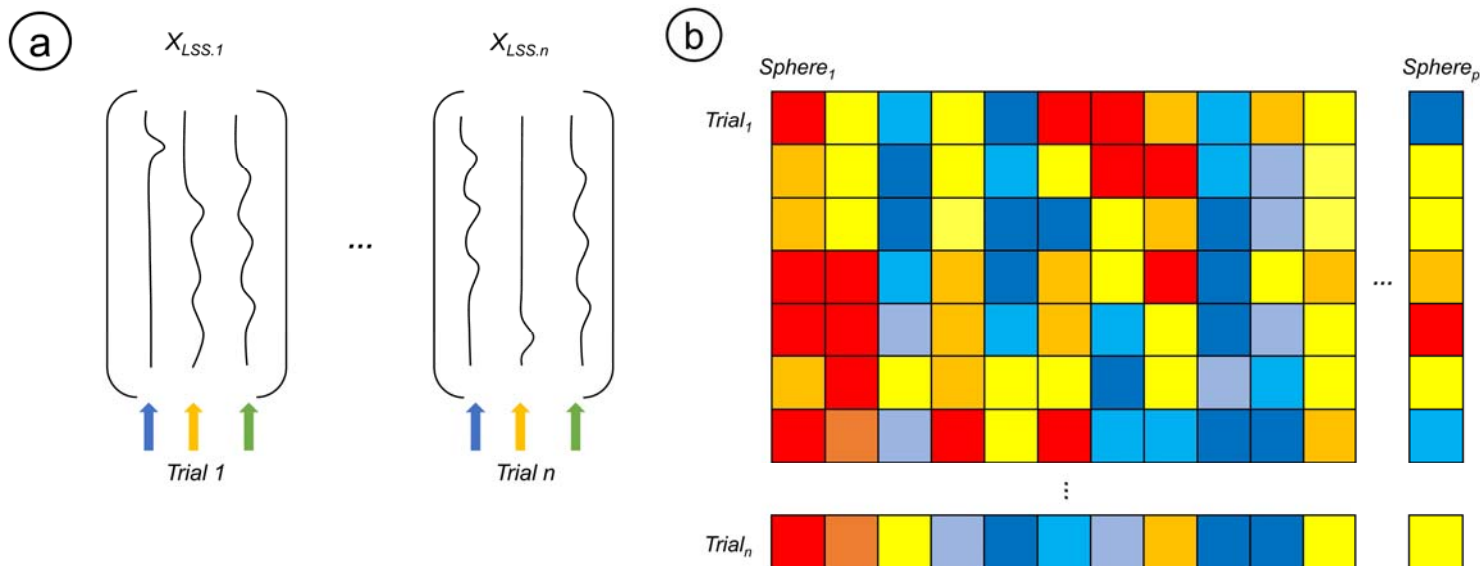 a
X_LSS.1
X_LSS.n
...
Trial 1
Trial n
b
Sphere_1
Sphere_p
Trial_1
...
⋮
Trial_n